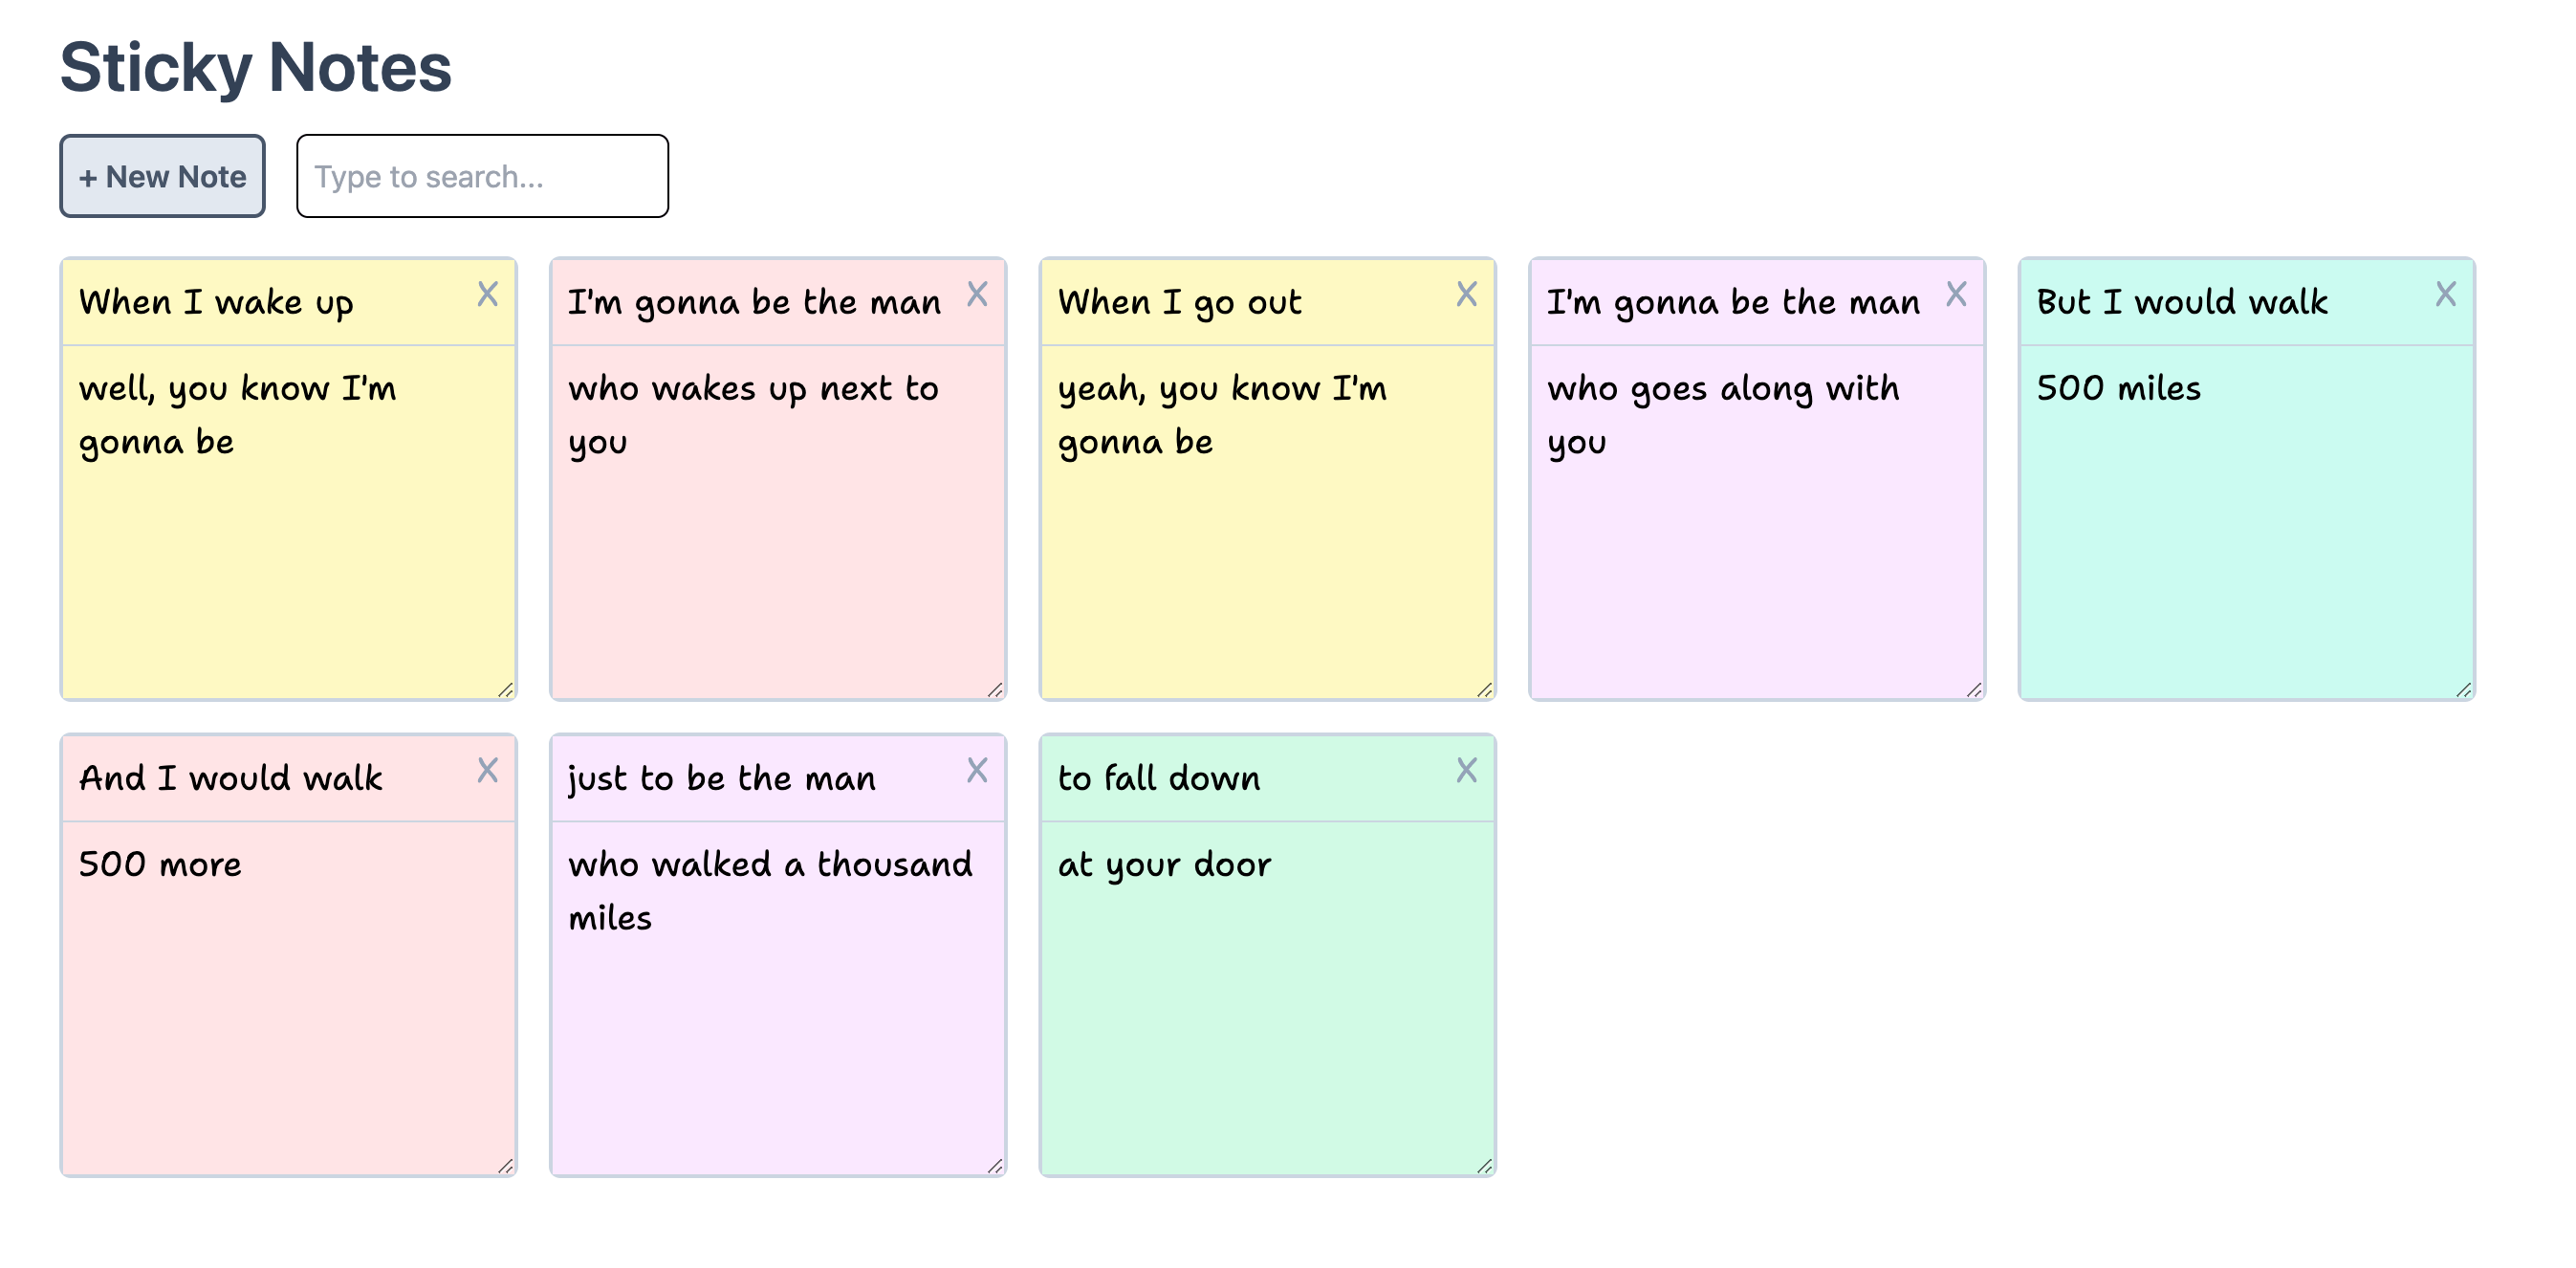 Sticky Notes
+ New Note
Type to search...
When I wake up
X
well, you know I'm
gonna be
I'm gonna be the man
X
who wakes up next to
you
When I go out
X
yeah, you know I'm
gonna be
I'm gonna be the man
X
who goes along with
you
But I would walk
X
500 miles
And I would walk
X
500 more
just to be the man
X
who walked a thousand
miles
to fall down
X
at your door